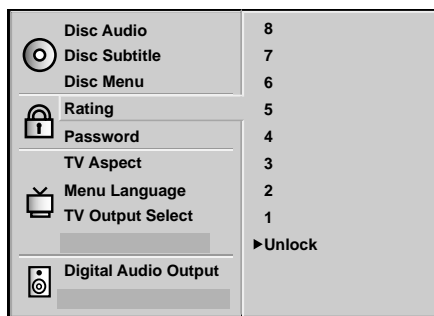 Disc Audio
Disc Subtitle
Disc Menu
Rating
Password
TV Aspect
Menu Language
TV Output Select
Digital Audio Output
8
7
6
5
4
3
2
1
Unlock